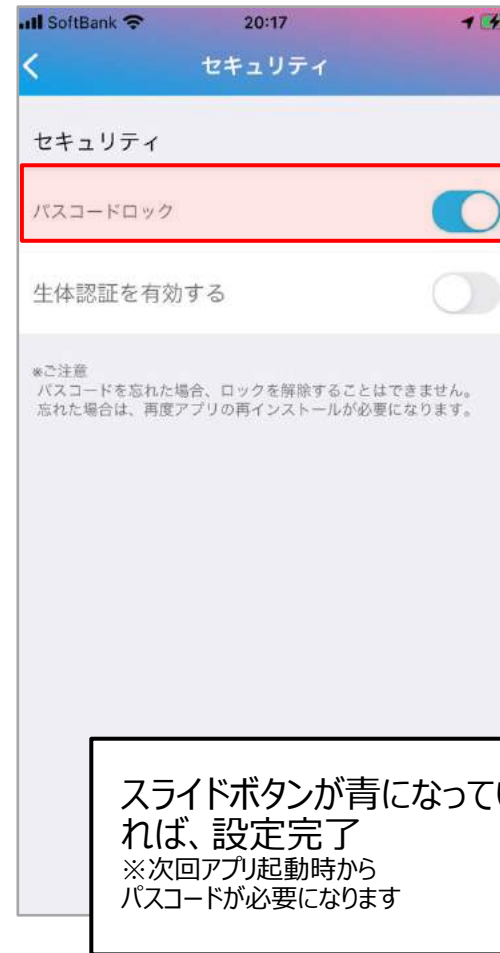 SoftBank 20:17
セキュリティ
セキュリティ
パスコードロック
生体認証を有効する
※ご注意
パスコードを忘れた場合、ロックを解除することはできません。
忘れた場合は、再度アプリの再インストールが必要になります。
スライドボタンが青になってい
れば、設定完了
※次回アプリ起動時から
パスコードが必要になります